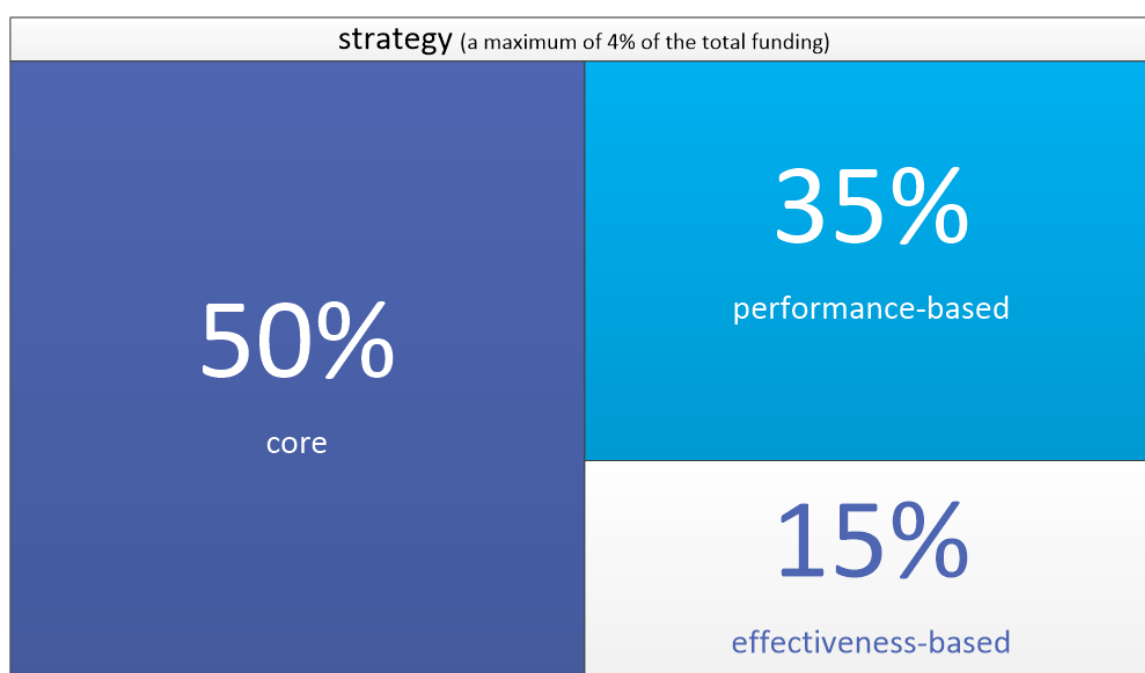 strategy (a maximum of 4% of the total funding)
50%
core
35%
performance-based
15%
effectiveness-based